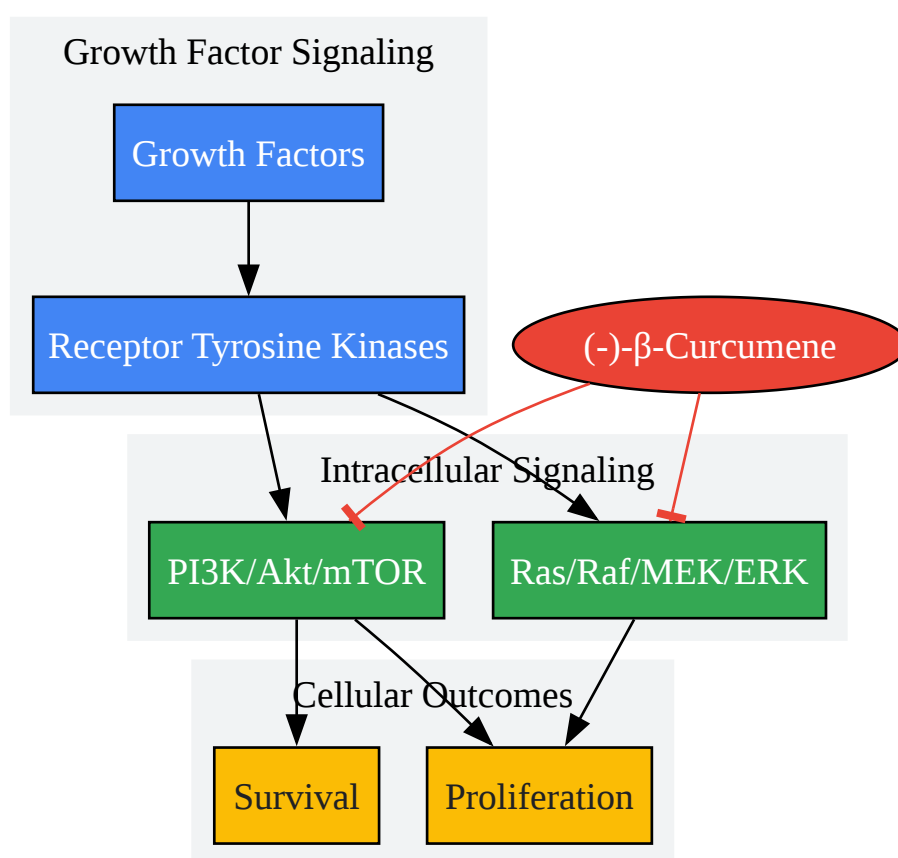 Growth Factor Signaling
Growth Factors
Receptor Tyrosine Kinases
(-)-β-Curcumene
Intracellular Signaling
PI3K/Akt/mTOR
Ras/Raf/MEK/ERK
Cellular Outcomes
Survival
Proliferation